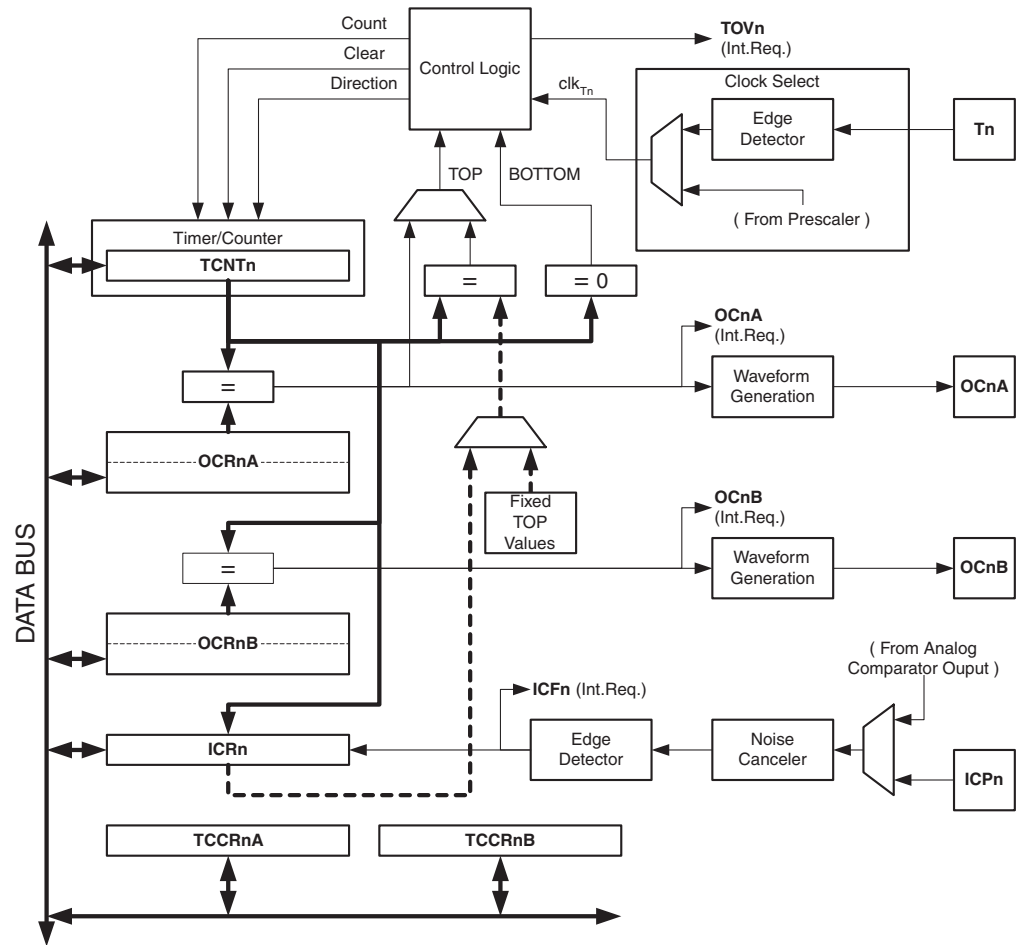 Count
Clear
Direction
Control Logic
TOVn
(Int.Req.)
clkTn
Clock Select
Edge
Detector
Tn
( From Prescaler )
TOP
BOTTOM
Timer/Counter
TCNTn
=
= 0
OCnA
(Int.Req.)
=
Waveform
Generation
OCnA
OCRnA
Fixed
TOP
Values
OCnB
(Int.Req.)
=
Waveform
Generation
OCnB
OCRnB
DATA BUS
( From Analog
Comparator Ouput )
ICFn (Int.Req.)
ICRn
Edge
Detector
Noise
Canceler
ICPn
TCCRnA
TCCRnB